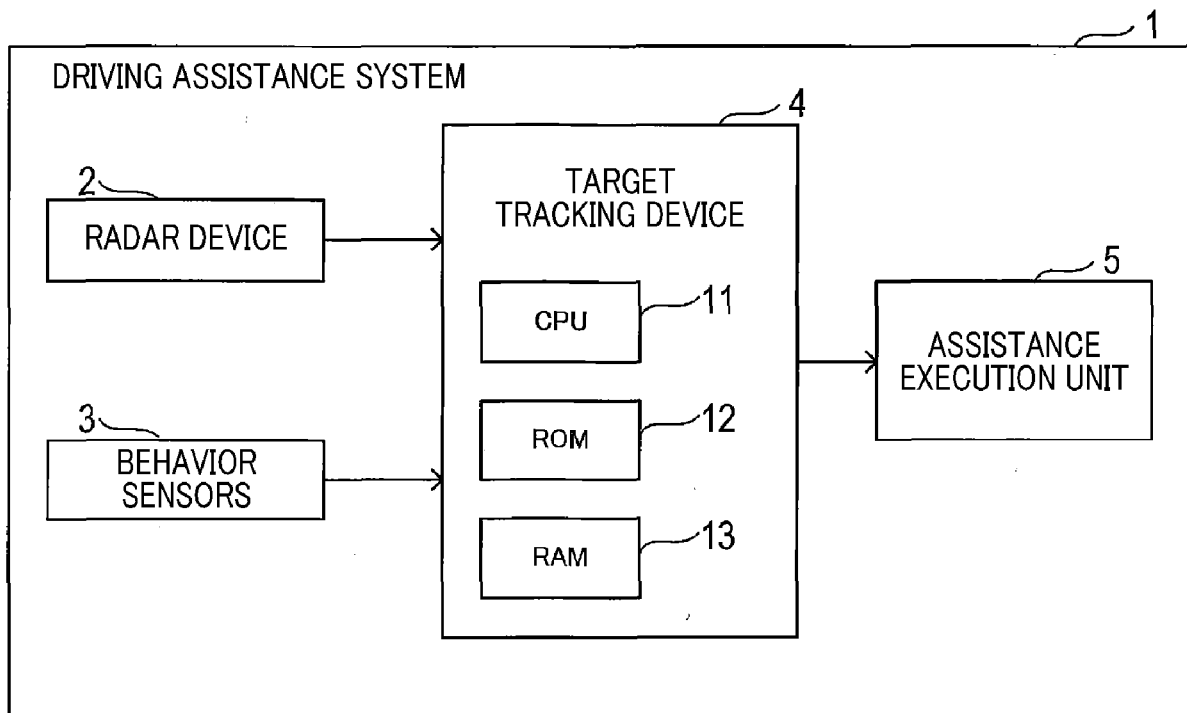 1
DRIVING ASSISTANCE SYSTEM
4
2
TARGET
TRACKING DEVICE
RADAR DEVICE
5
CPU
11
ASSISTANCE
EXECUTION UNIT
3
ROM
12
BEHAVIOR
SENSORS
RAM
13